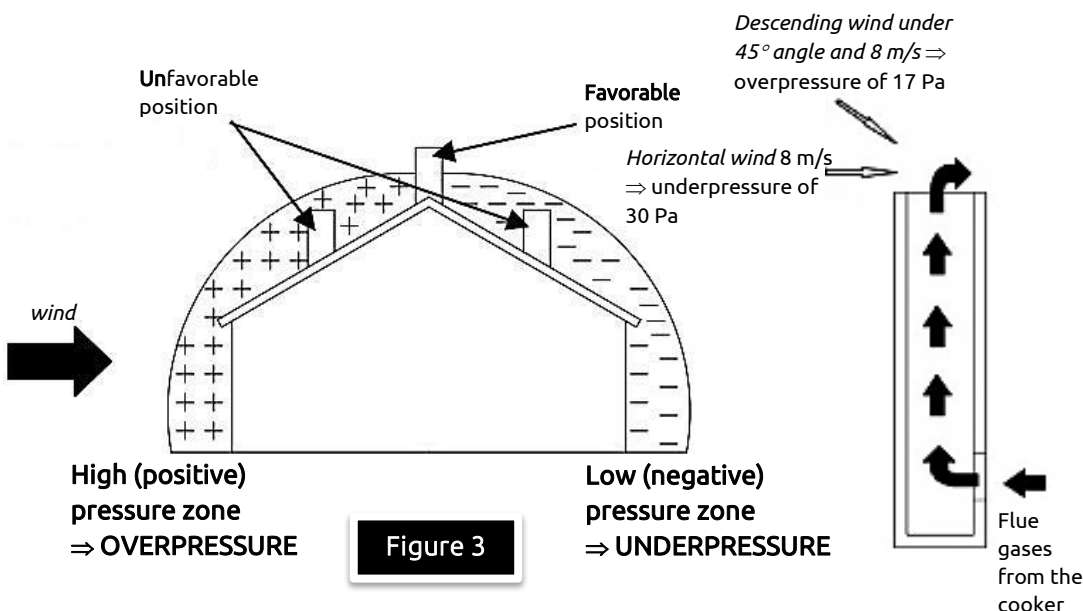 Descending wind under
45° angle and 8 m/s ⇒
overpressure of 17 Pa
Unfavorable
position
Favorable
position
Horizontal wind 8 m/s
⇒ underpressure of
30 Pa
wind
High (positive)
pressure zone
⇒ OVERPRESSURE
Low (negative)
pressure zone
⇒ UNDERPRESSURE
Figure 3
Flue
gases
from the
cooker